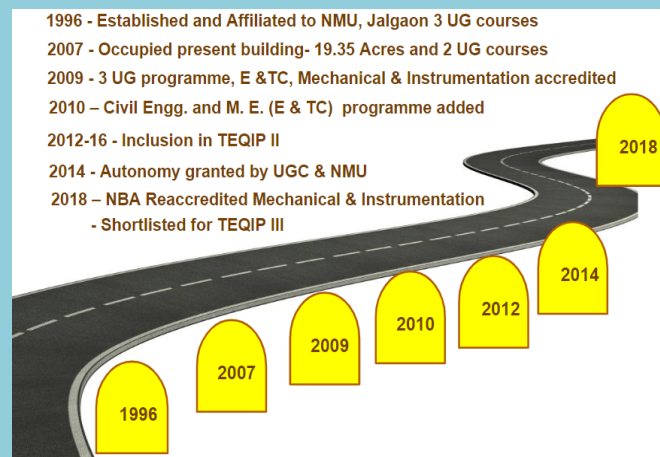 1996 - Established and Affiliated to NMU, Jalgaon 3 UG courses
2007 - Occupied present building- 19.35 Acres and 2 UG courses
2009 - 3 UG programme, E &TC, Mechanical & Instrumentation accredited
2010 – Civil Engg. and M. E. (E & TC) programme added
2012-16 - Inclusion in TEQIP II
2014 - Autonomy granted by UGC & NMU
2018 – NBA Reaccredited Mechanical & Instrumentation
- Shortlisted for TEQIP III
1996
2007
2009
2010
2012
2014
2018